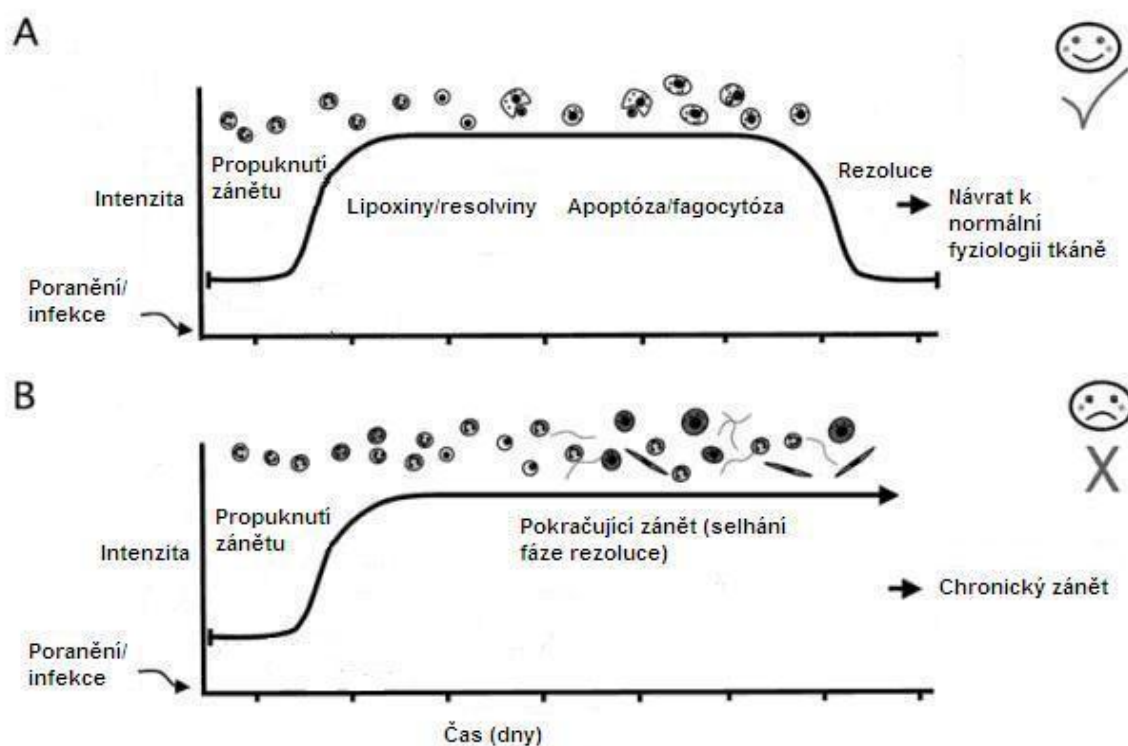 A
Propuknutí
zánětu
Intenzita
Lipoxiny/resolviny
Apoptóza/fagocytóza
Rezoluce
Návrat k
normální
fyziologii tkáně
Poranění/
infekce
B
Propuknutí
zánětu
Intenzita
Pokračující zánět (selhání
fáze rezoluce)
Chronický zánět
Poranění/
infekce
Čas (dny)